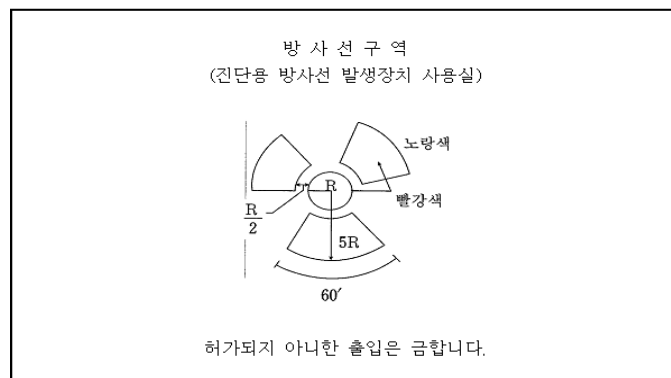 방 사 선 구 역
(진단용 방사선 발생장치 사용실)
노랑색
R
빨강색
R
2
5R
60′
허가되지 아니한 출입은 금합니다.